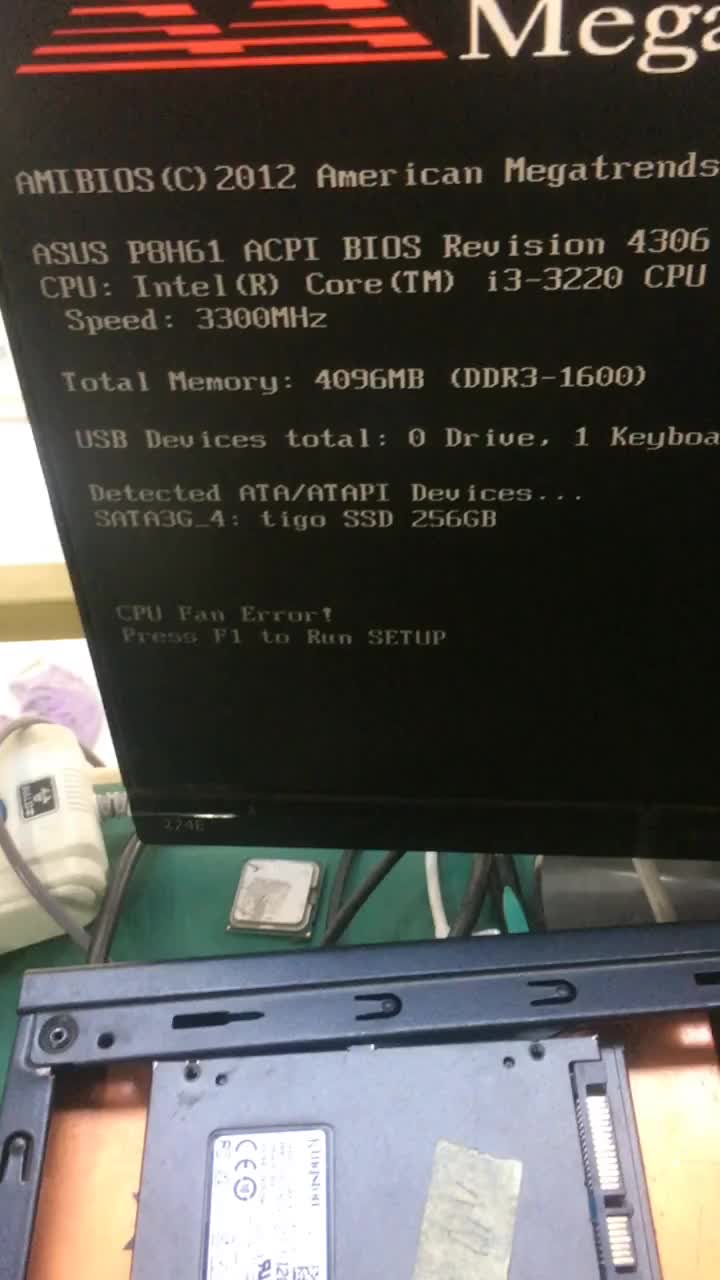 Mega
AMIBIOS(C)2012 American Megatrends
ASUS P8H61 ACPI BIOS Revision 4306
CPU: Intel(R) Core(TM) i3-3220 CPU
Speed: 3300MHz
Total Memory: 4096MB (DDR3-1600)
USB Devices total: 0 Drive, 1 Keyboa
Detected ATA/ATAPI Devices...
SATA3G_4: tigo SSD 256GB
CPU Fan Error!
Press F1 to Run SETUP
Kingston
CE